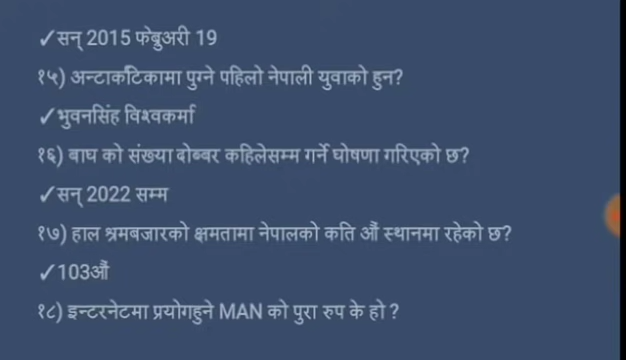 ✓सन् 2015 फेब्रुअरी 19
१५) अन्टार्कटिकामा पुग्ने पहिलो नेपाली युवाको हुन?
✓भुवनसिंह विश्वकर्मा
१६) बाघ को संख्या दोब्बर कहिलेसम्म गर्ने घोषणा गरिएको छ?
✓सन् 2022 सम्म
१७) हाल श्रमबजारको क्षमतामा नेपालको कति औं स्थानमा रहेको छ?
✓103औं
१८) इन्टरनेटमा प्रयोगहुने MAN को पुरा रुप के हो ?